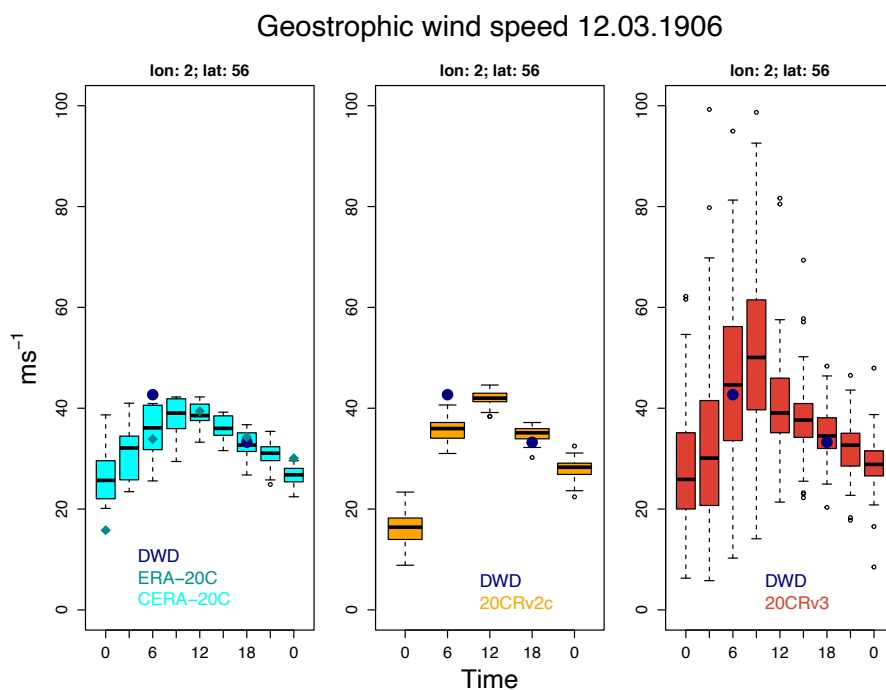 Geostrophic wind speed 12.03.1906
lon: 2; lat: 56
lon: 2; lat: 56
lon: 2; lat: 56
ms⁻¹
100
80
60
40
20
0
DWD
ERA−20C
CERA−20C
0 6 12 18 0
100
80
60
40
20
0
DWD
20CRv2c
0 6 12 18 0
100
80
60
40
20
0
DWD
20CRv3
0 6 12 18 0
Time